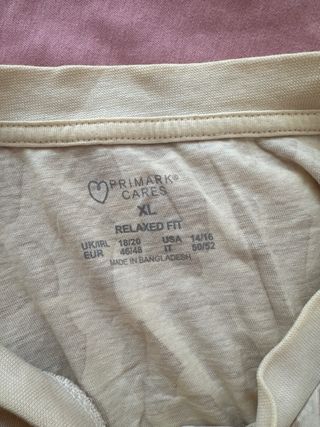 PRIMARK®
CARES
XL
RELAXED FIT
UK/IRL 18/20 USA 14/16
EUR 46/48 IT 50/52
MADE IN BANGLADESH